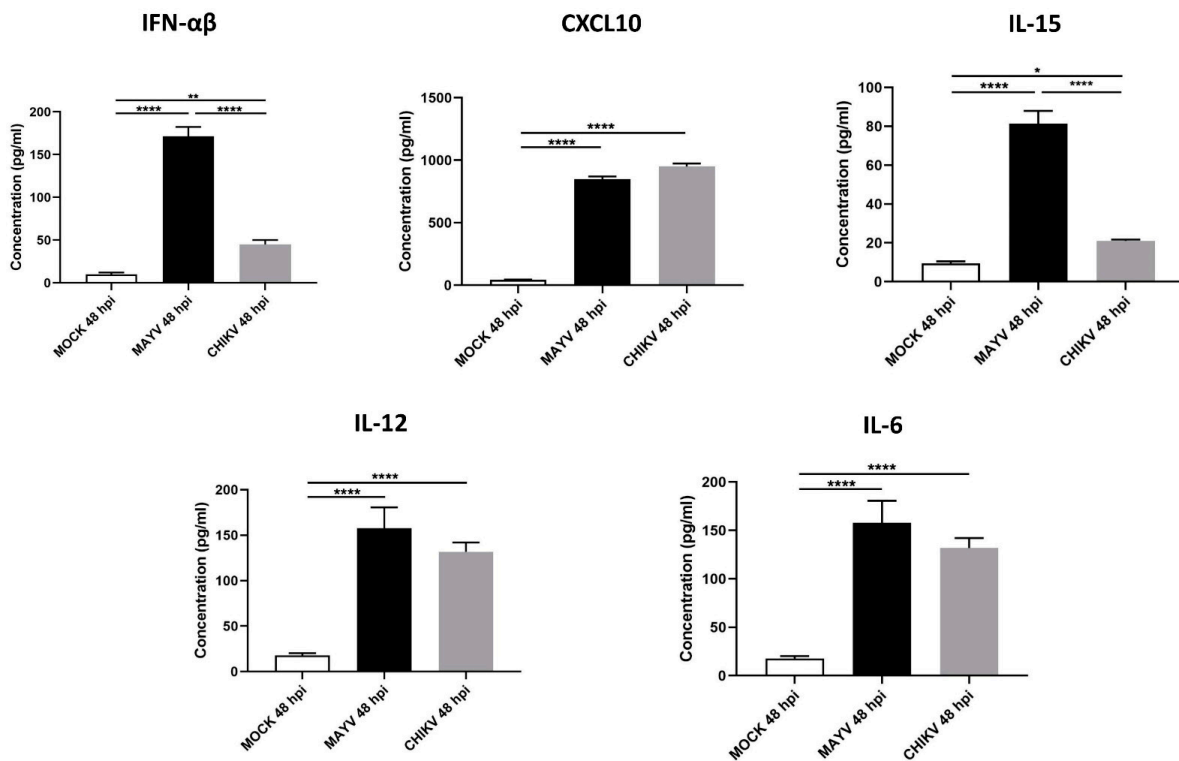 IFN-αβ
Concentration (pg/ml)
200
150
100
50
0
**
**** ****
MOCK 48 hpi
MAYV 48 hpi
CHIKV 48 hpi
CXCL10
Concentration (pg/ml)
1500
1000
500
0
****
****
MOCK 48 hpi
MAYV 48 hpi
CHIKV 48 hpi
IL-15
Concentration (pg/ml)
100
80
60
40
20
0
*
**** ****
MOCK 48 hpi
MAYV 48 hpi
CHIKV 48 hpi
IL-12
Concentration (pg/ml)
200
150
100
50
0
****
****
MOCK 48 hpi
MAYV 48 hpi
CHIKV 48 hpi
IL-6
Concentration (pg/ml)
200
150
100
50
0
****
****
MOCK 48 hpi
MAYV 48 hpi
CHIKV 48 hpi